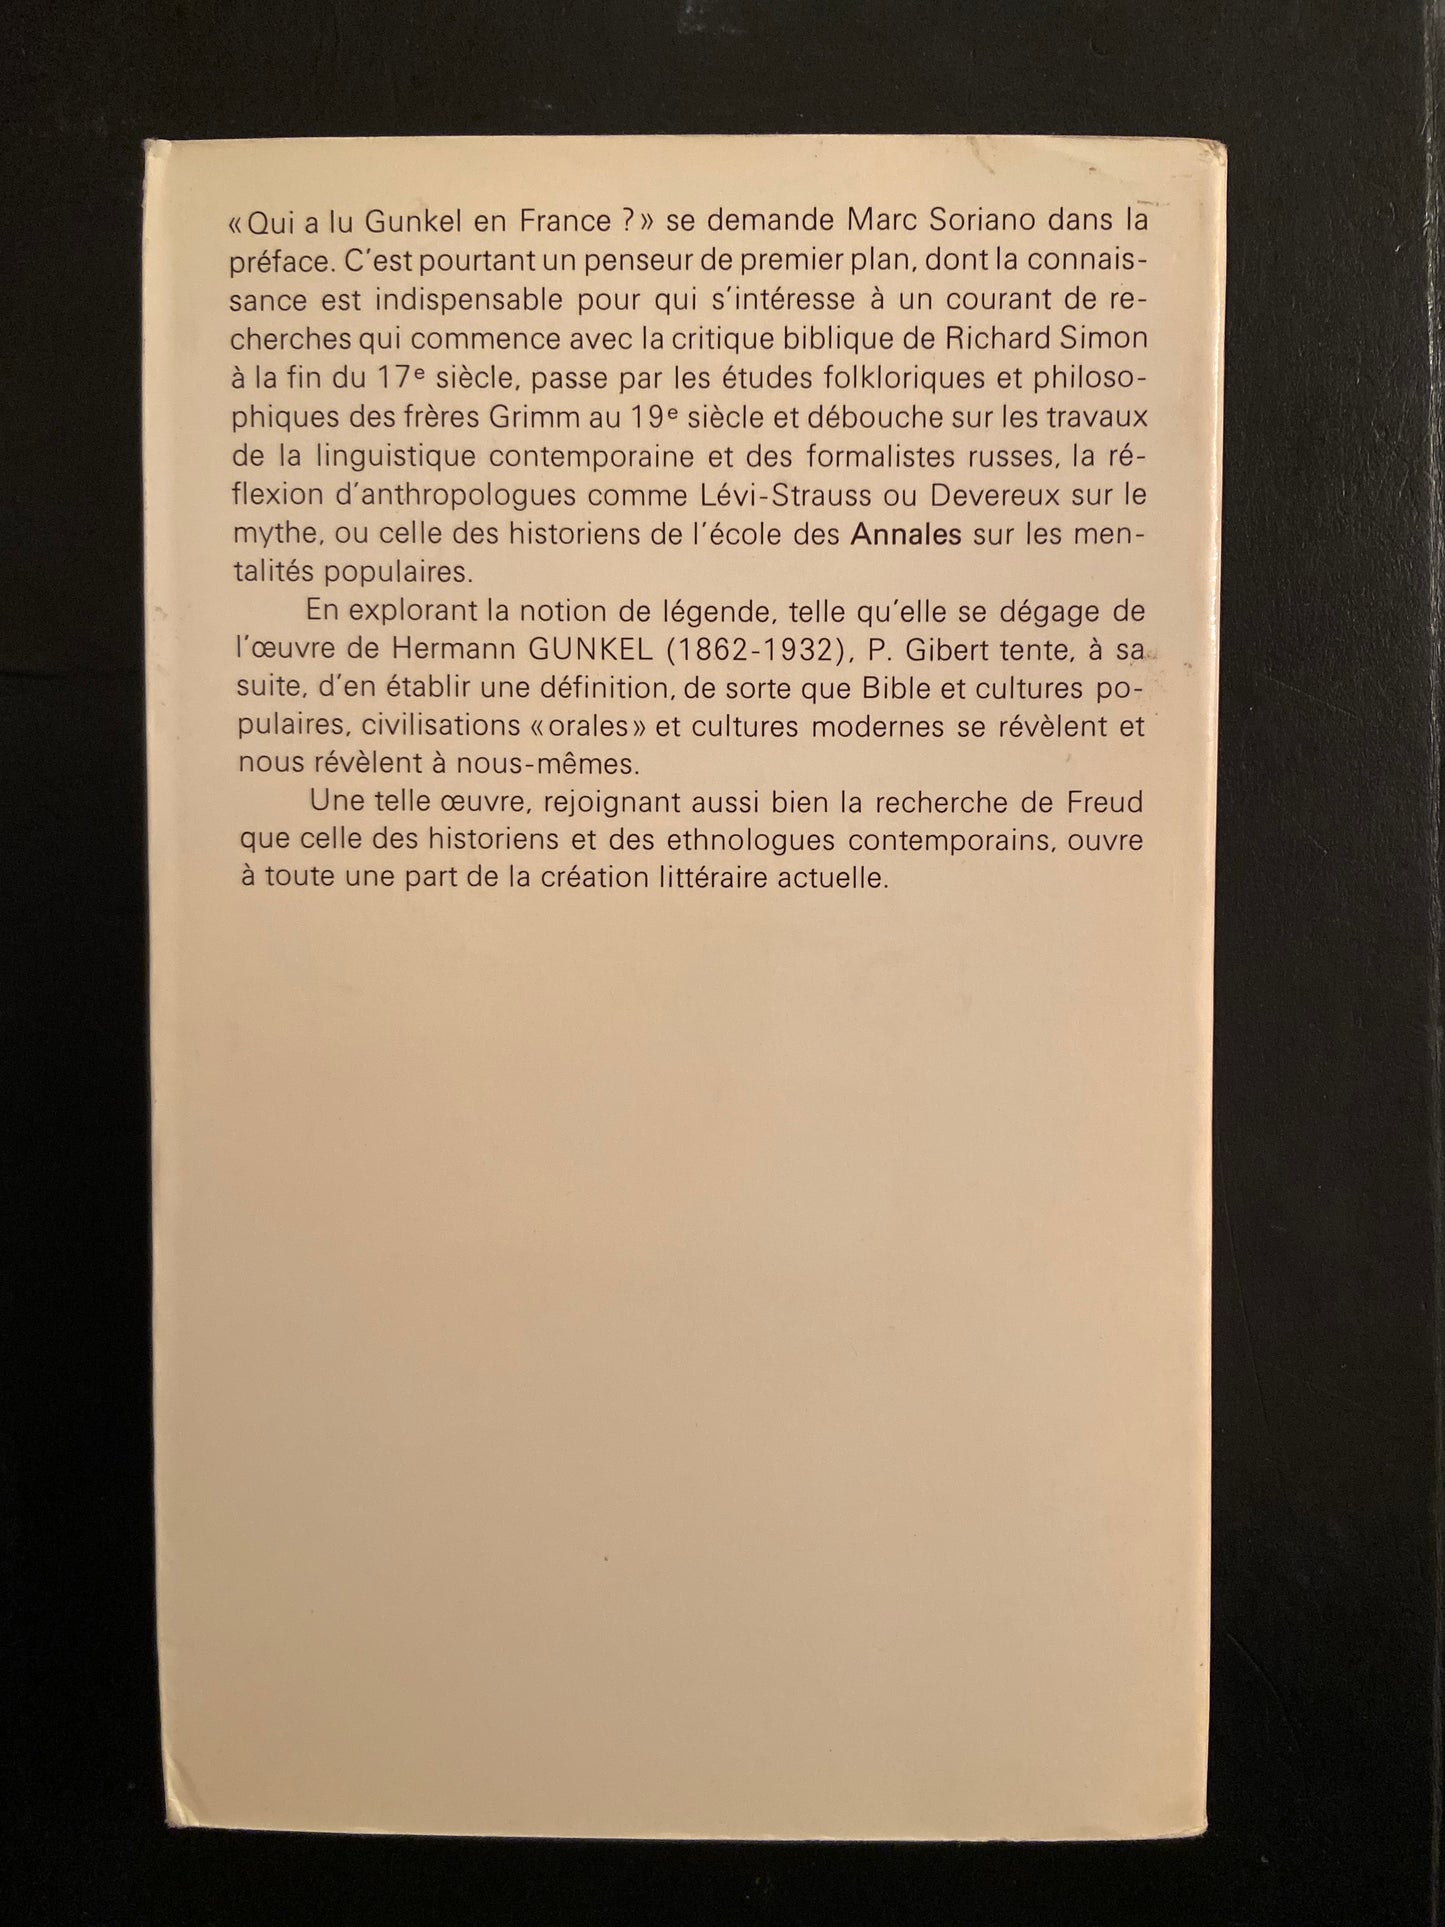 «Qui a lu Gunkel en France ?» se demande Marc Soriano dans la
préface. C'est pourtant un penseur de premier plan, dont la connais-
sance est indispensable pour qui s'intéresse à un courant de re-
cherches qui commence avec la critique biblique de Richard Simon
à la fin du 17e siècle, passe par les études folkloriques et philoso-
phiques des frères Grimm au 19e siècle et débouche sur les travaux
de la linguistique contemporaine et des formalistes russes, la ré-
flexion d'anthropologues comme Lévi-Strauss ou Devereux sur le
mythe, ou celle des historiens de l'école des Annales sur les men-
talités populaires.
En explorant la notion de légende, telle qu'elle se dégage de
l'œuvre de Hermann GUNKEL (1862-1932), P. Gibert tente, à sa
suite, d'en établir une définition, de sorte que Bible et cultures po-
pulaires, civilisations «orales» et cultures modernes se révèlent et
nous révèlent à nous-mêmes.
Une telle œuvre, rejoignant aussi bien la recherche de Freud
que celle des historiens et des ethnologues contemporains, ouvre
à toute une part de la création littéraire actuelle.